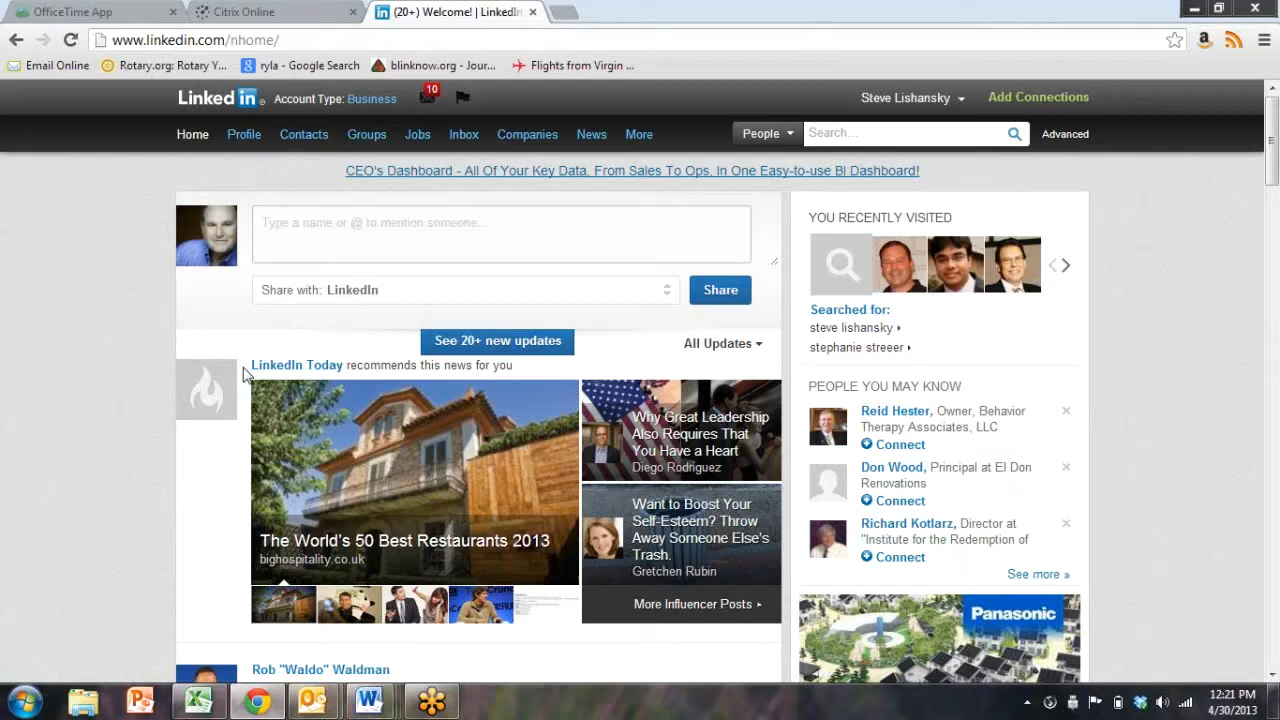 OfficeTime App
Citrix Online
(20+) Welcome! | LinkedIn
www.linkedin.com/nhome/
Email Online
Rotary.org: Rotary Y...
ryla - Google Search
blinknow.org - Jour...
Flights from Virgin ...
Linked in
Account Type: Business
10
Steve Lishansky
Add Connections
Home Profile Contacts Groups Jobs Inbox Companies News More
People
Search...
Advanced
CEO's Dashboard - All Of Your Key Data, From Sales To Ops, In One Easy-to-use BI Dashboard!
Type a name or @ to mention someone...
Share with: LinkedIn
Share
See 20+ new updates
All Updates
LinkedIn Today recommends this news for you
The World's 50 Best Restaurants 2013
bighospitality.co.uk
Why Great Leadership
Also Requires That
You Have a Heart
Diego Rodriguez
Want to Boost Your
Self-Esteem? Throw
Away Someone Else's
Trash.
Gretchen Rubin
More Influencer Posts
Rob "Waldo" Waldman
YOU RECENTLY VISITED
Searched for:
steve lishansky
stephanie streeer
PEOPLE YOU MAY KNOW
Reid Hester, Owner, Behavior
Therapy Associates, LLC
Connect
Don Wood, Principal at El Don
Renovations
Connect
Richard Kotlarz, Director at
"Institute for the Redemption of
Connect
See more »
Panasonic
12:21 PM
4/30/2013